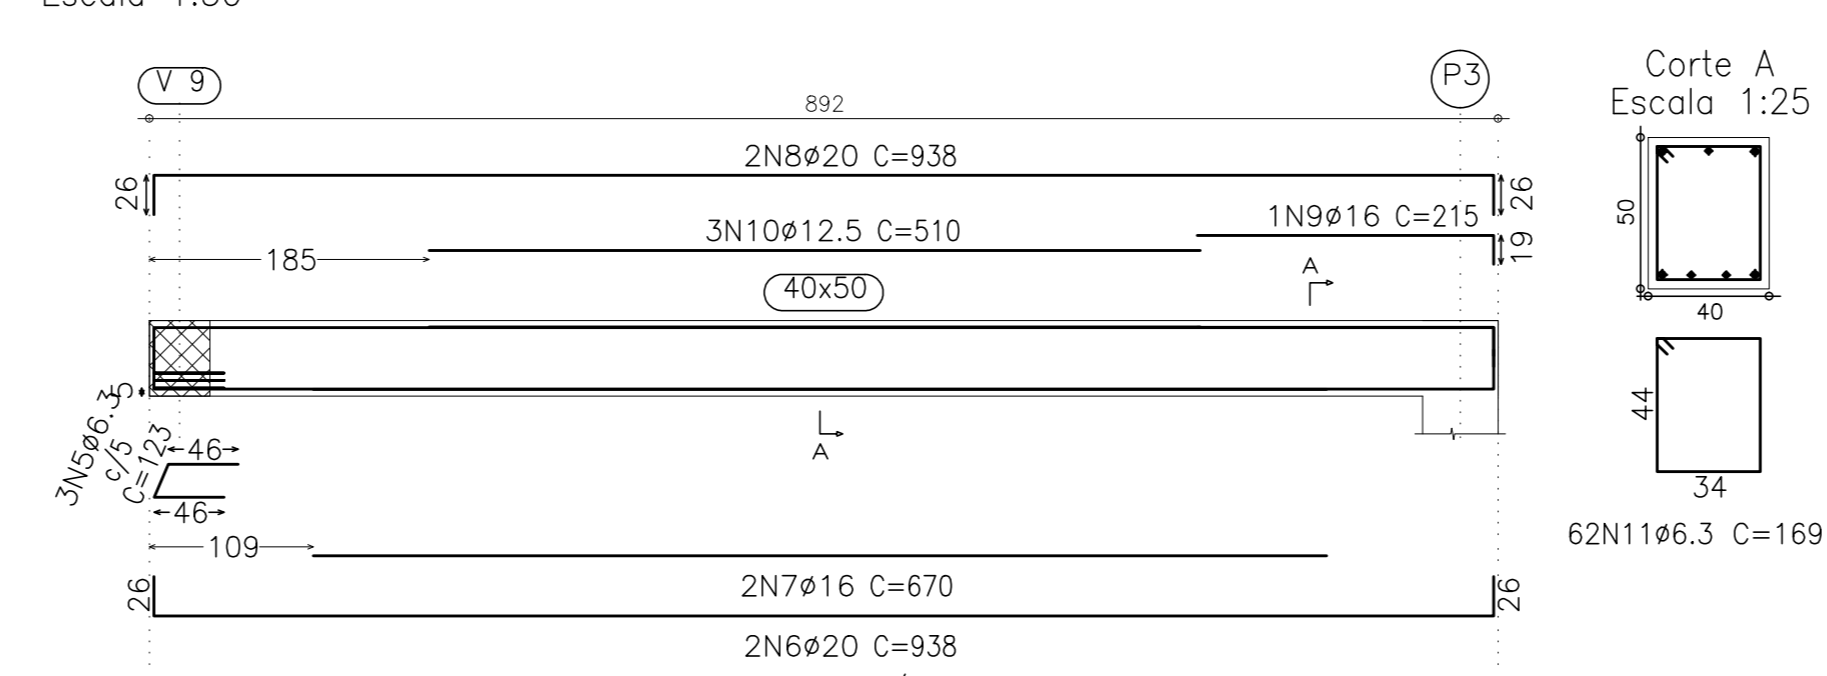 V 9
P3
Corte A
Escala 1:25
892
2N8ø20 C=938
26
26
1N9ø16 C=215
3N10ø12.5 C=510
19
185
40x50
A
50
40
5
3N5ø6.3
c/5
C=123
46
46
A
44
34
62N11ø6.3 C=169
109
26
2N7ø16 C=670
26
2N6ø20 C=938